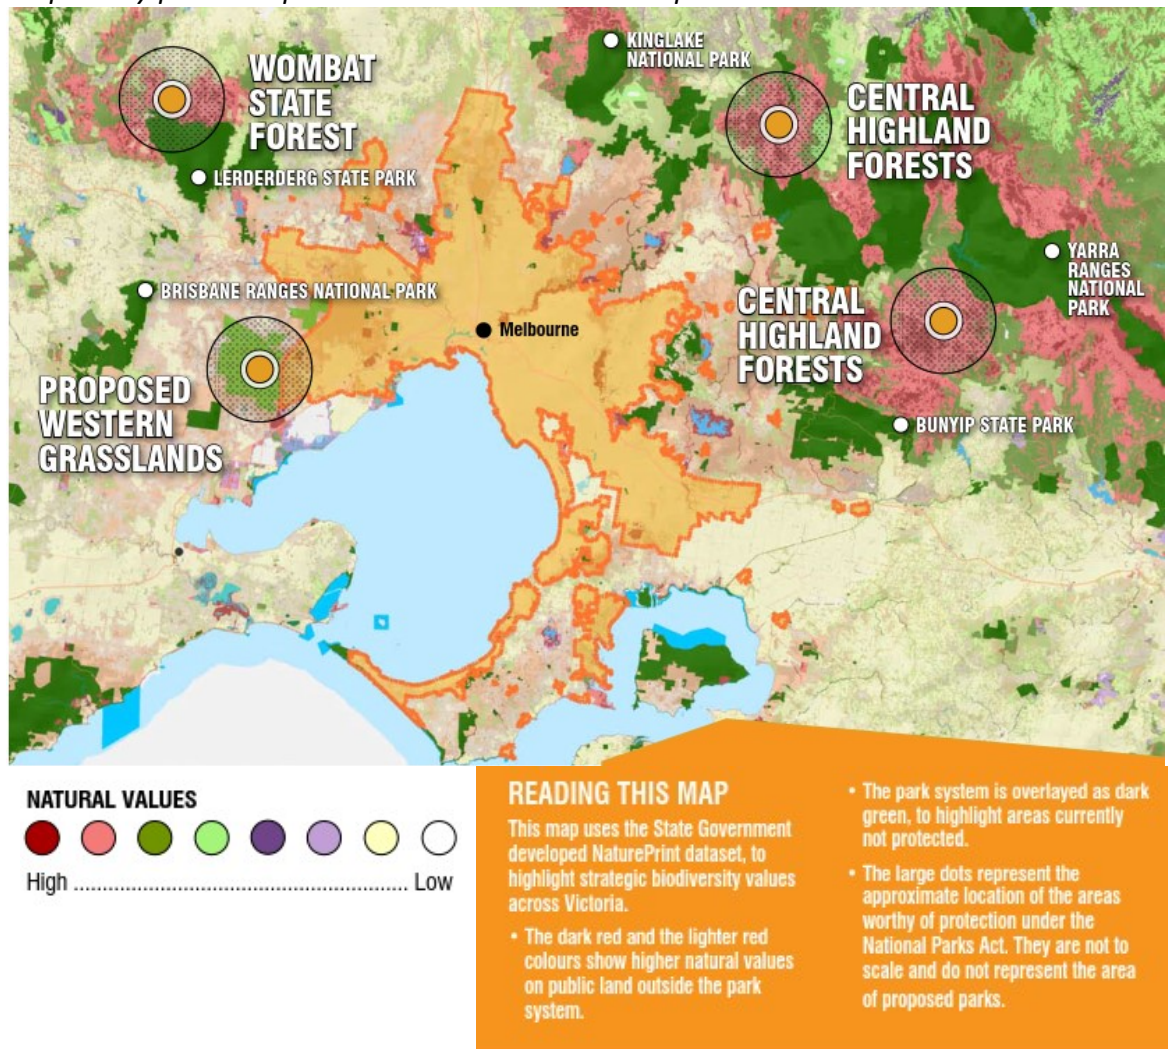 KINGLAKE
NATIONAL PARK
WOMBAT
STATE
FOREST
CENTRAL
HIGHLAND
FORESTS
LERDERDERG STATE PARK
YARRA
RANGES
NATIONAL
PARK
BRISBANE RANGES NATIONAL PARK
CENTRAL
HIGHLAND
FORESTS
Melbourne
PROPOSED
WESTERN
GRASSLANDS
BUNYIP STATE PARK
NATURAL VALUES
High ........................................................... Low
READING THIS MAP
This map uses the State Government
developed NaturePrint dataset, to
highlight strategic biodiversity values
across Victoria.
• The dark red and the lighter red
colours show higher natural values
on public land outside the park
system.
• The park system is overlayed as dark
green, to highlight areas currently
not protected.
• The large dots represent the
approximate location of the areas
worthy of protection under the
National Parks Act. They are not to
scale and do not represent the area
of proposed parks.